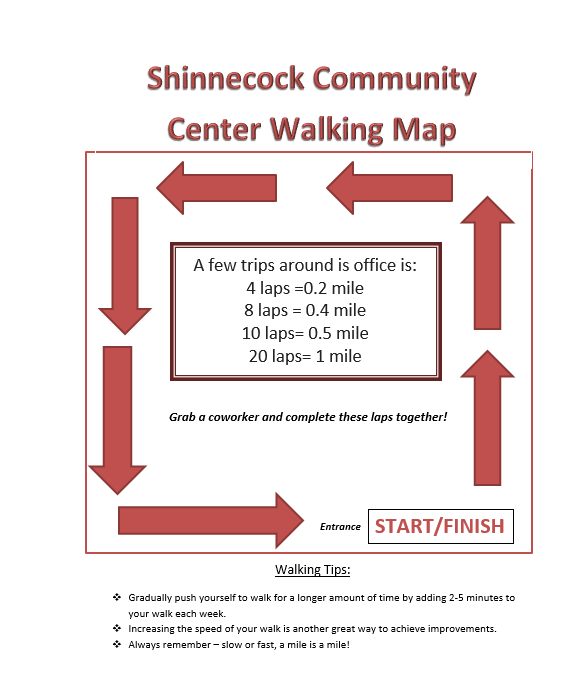 Shinnecock Community
Center Walking Map
A few trips around is office is:
4 laps =0.2 mile
8 laps = 0.4 mile
10 laps= 0.5 mile
20 laps= 1 mile
Grab a coworker and complete these laps together!
Entrance START/FINISH
Walking Tips:
❖ Gradually push yourself to walk for a longer amount of time by adding 2-5 minutes to
your walk each week.
❖ Increasing the speed of your walk is another great way to achieve improvements.
❖ Always remember – slow or fast, a mile is a mile!